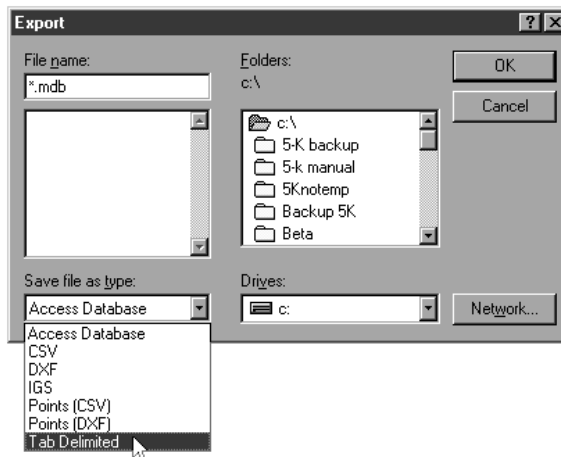 Export
File name:
*.mdb
Folders:
c:\
OK
Cancel
c:\
5-K backup
5-k manual
5Knotemp
Backup 5K
Beta
Save file as type:
Access Database
Drives:
c:
Network...
Access Database
CSV
DXF
IGS
Points (CSV)
Points (DXF)
Tab Delimited